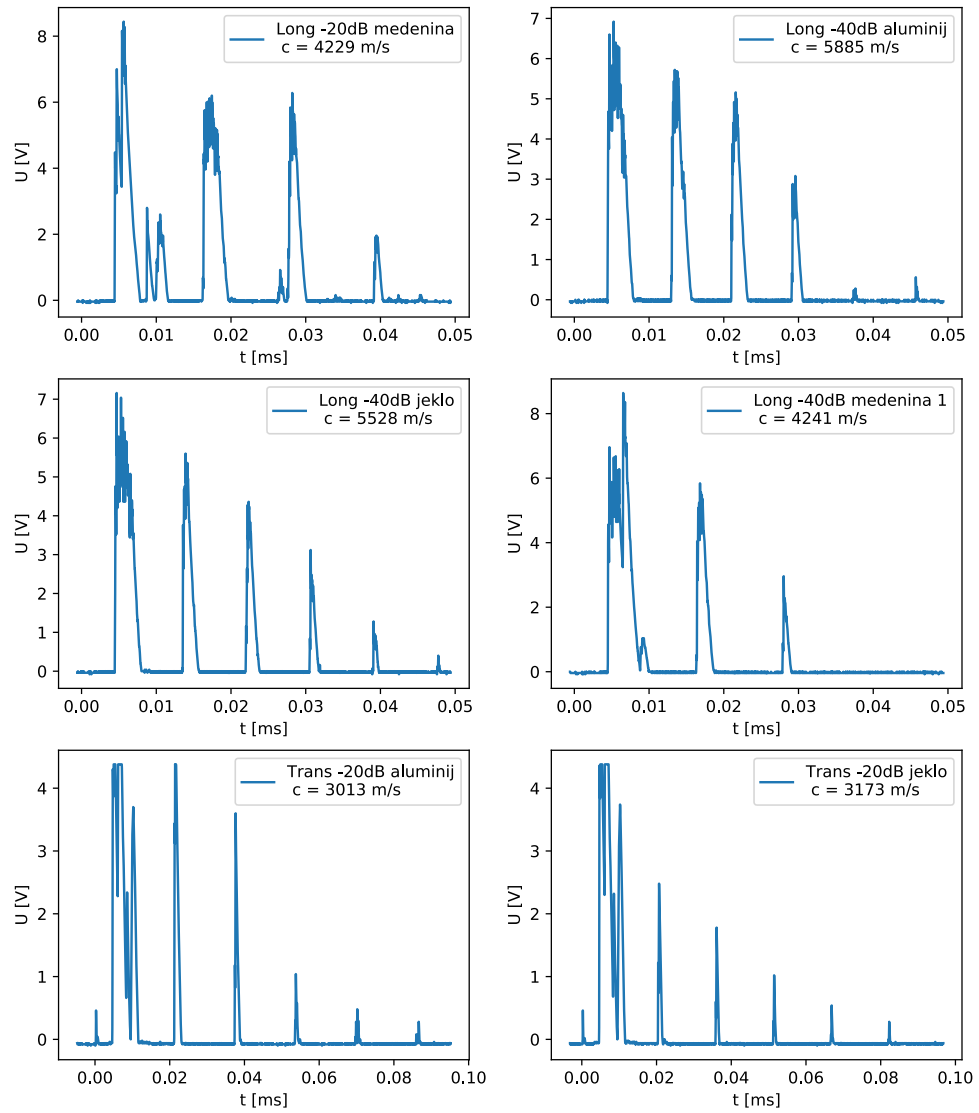 Long -20dB medenina
c = 4229 m/s
U [V]
8
6
4
2
0
0.00 0.01 0.02 0.03 0.04 0.05
t [ms]
Long -40dB aluminij
c = 5885 m/s
U [V]
7
6
5
4
3
2
1
0
0.00 0.01 0.02 0.03 0.04 0.05
t [ms]
Long -40dB jeklo
c = 5528 m/s
U [V]
7
6
5
4
3
2
1
0
0.00 0.01 0.02 0.03 0.04 0.05
t [ms]
Long -40dB medenina 1
c = 4241 m/s
U [V]
8
6
4
2
0
0.00 0.01 0.02 0.03 0.04 0.05
t [ms]
Trans -20dB aluminij
c = 3013 m/s
U [V]
4
3
2
1
0
0.00 0.02 0.04 0.06 0.08 0.10
t [ms]
Trans -20dB jeklo
c = 3173 m/s
U [V]
4
3
2
1
0
0.00 0.02 0.04 0.06 0.08 0.10
t [ms]